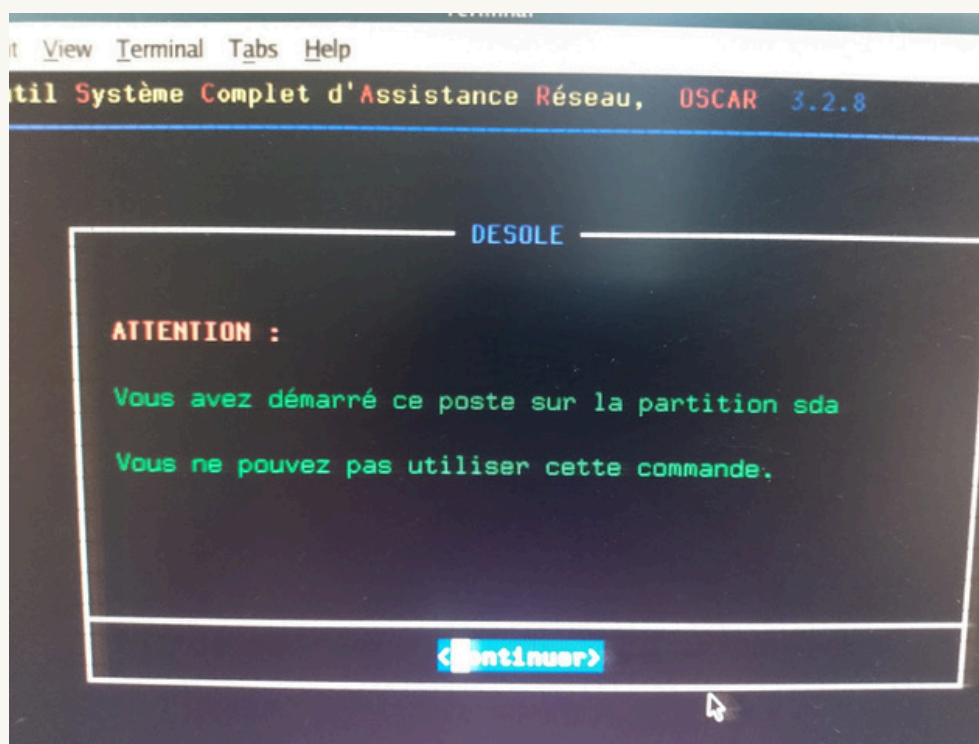 View Terminal Tabs Help
Système Complet d'Assistance Réseau, OSCAR 3.2.8
DESOLE
ATTENTION :
Vous avez démarré ce poste sur la partition sda
Vous ne pouvez pas utiliser cette commande.
<Continuer>